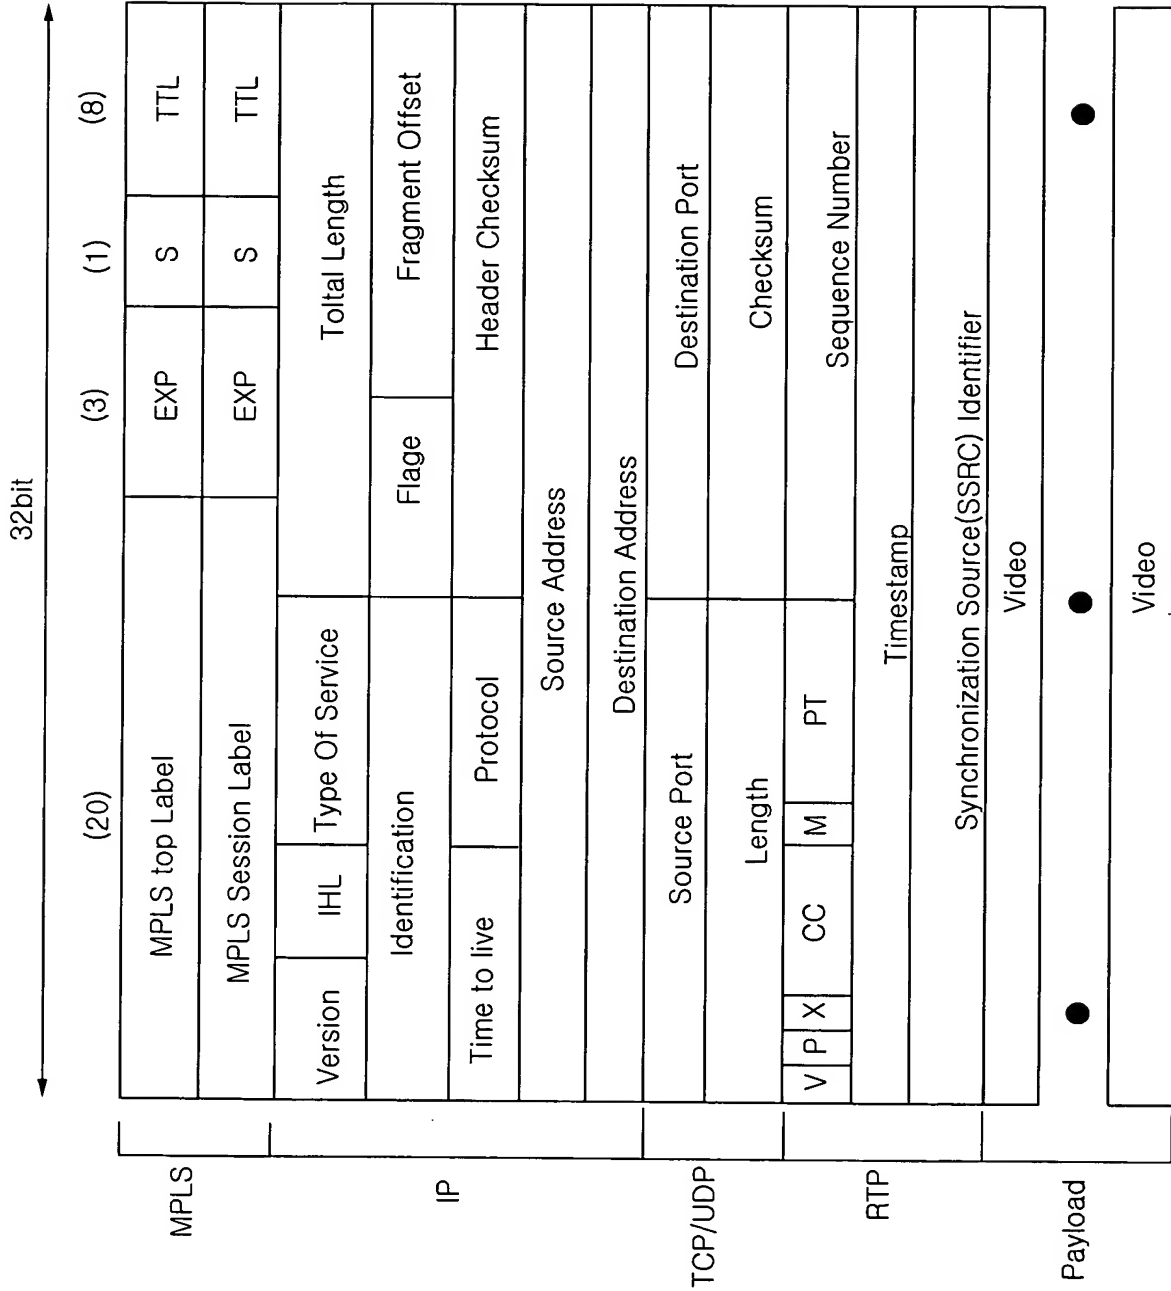 32bit
(20) (3) (1) (8)
MPLS
MPLS top Label EXP S TTL
MPLS Session Label EXP S TTL
IP
Version IHL Type Of Service Toltal Length
Identification Flage Fragment Offset
Time to live Protocol Header Checksum
Source Address
Destination Address
TCP/UDP
Source Port Destination Port
Length Checksum
RTP
V P X CC M PT Sequence Number
Timestamp
Synchronization Source(SSRC) Identifier
Payload
Video
Video